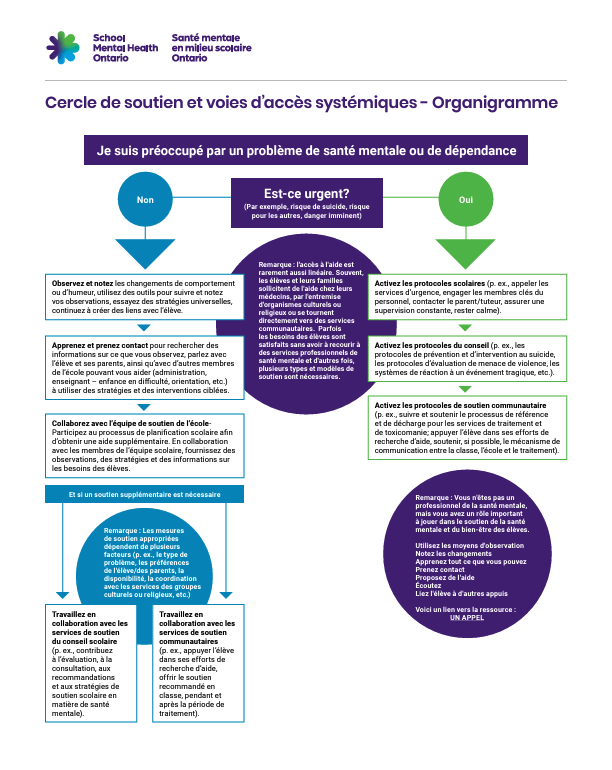 School
Mental Health
Ontario
Santé mentale
en milieu scolaire
Ontario
Cercle de soutien et voies d'accès systémiques – Organigramme
Je suis préoccupé par un problème de santé mentale ou de dépendance
Non
Est-ce urgent?
(Par exemple, risque de suicide, risque
pour les autres, danger imminent)
Oui
Observez et notez les changements de comportement
ou d'humeur, utilisez des outils pour suivre et notez
vos observations, essayez des stratégies universelles,
continuez à créer des liens avec l'élève.
Apprenez et prenez contact pour rechercher des
informations sur ce que vous observez, parlez avec
l'élève et ses parents, ainsi qu'avec d'autres membres
de l'école pouvant vous aider (administration,
enseignant – enfance en difficulté, orientation, etc.)
à utiliser des stratégies et des interventions ciblées.
Collaborez avec l'équipe de soutien de l'école-
Participez au processus de planification scolaire afin
d'obtenir une aide supplémentaire. En collaboration
avec les membres de l'équipe scolaire, fournissez des
observations, des stratégies et des informations sur
les besoins des élèves.
Et si un soutien supplémentaire est nécessaire
Remarque : Les mesures
de soutien appropriées
dépendent de plusieurs
facteurs (p. ex., le type de
problème, les préférences
de l'élève/des parents, la
disponibilité, la coordination
avec les services des groupes
culturels ou religieux, etc.)
Travaillez en
collaboration avec les
services de soutien
du conseil scolaire
(p. ex., contribuez
à l'évaluation, à la
consultation, aux
recommandations
et aux stratégies de
soutien scolaire en
matière de santé
mentale).
Travaillez en
collaboration avec les
services de soutien
communautaires
(p. ex., appuyer l'élève
dans ses efforts de
recherche d'aide,
offrir le soutien
recommandé en
classe, pendant et
après la période de
traitement).
Remarque : l'accès à l'aide est
rarement aussi linéaire. Souvent,
les élèves et leurs familles
sollicitent de l'aide chez leurs
médecins, par l'entremise
d'organismes culturels ou
religieux ou se tournent
directement vers des services
communautaires. Parfois
les besoins des élèves sont
satisfaits sans avoir à recourir à
des services professionnels de
santé mentale et d'autres fois,
plusieurs types et modèles de
soutien sont nécessaires.
Activez les protocoles scolaires (p. ex., appeler les
services d'urgence, engager les membres clés du
personnel, contacter le parent/tuteur, assurer une
supervision constante, rester calme).
Activez les protocoles du conseil (p. ex., les
protocoles de prévention et d'intervention au suicide,
les protocoles d'évaluation de menace de violence, les
systèmes de réaction à un événement tragique, etc.).
Activez les protocoles de soutien communautaire
(p. ex., suivre et soutenir le processus de référence
et de décharge pour les services de traitement et
de toxicomanie; appuyer l'élève dans ses efforts de
recherche d'aide, soutenir, si possible, le mécanisme de
communication entre la classe, l'école et le traitement).
Remarque : Vous n'êtes pas un
professionnel de la santé mentale,
mais vous avez un rôle important
à jouer dans le soutien de la santé
mentale et du bien-être des élèves.
Utilisez les moyens d'observation
Notez les changements
Apprenez tout ce que vous pouvez
Prenez contact
Proposez de l'aide
Écoutez
Liez l'élève à d'autres appuis
Voici un lien vers la ressource :
UN APPEL